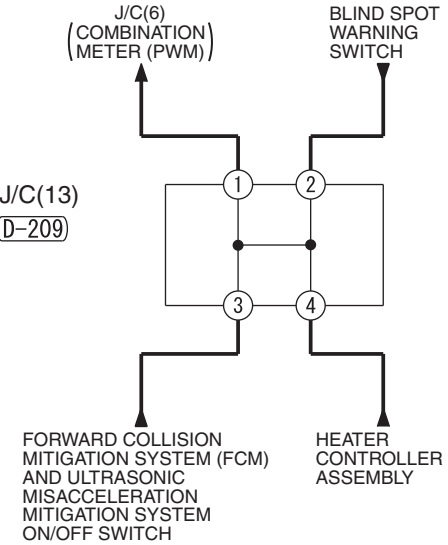 J/C(6)
(COMBINATION
METER (PWM))
BLIND SPOT
WARNING
SWITCH
1
2
J/C(13)
D-209
3
4
FORWARD COLLISION
MITIGATION SYSTEM (FCM)
AND ULTRASONIC
MISACCELERATION
MITIGATION SYSTEM
ON/OFF SWITCH
HEATER
CONTROLLER
ASSEMBLY